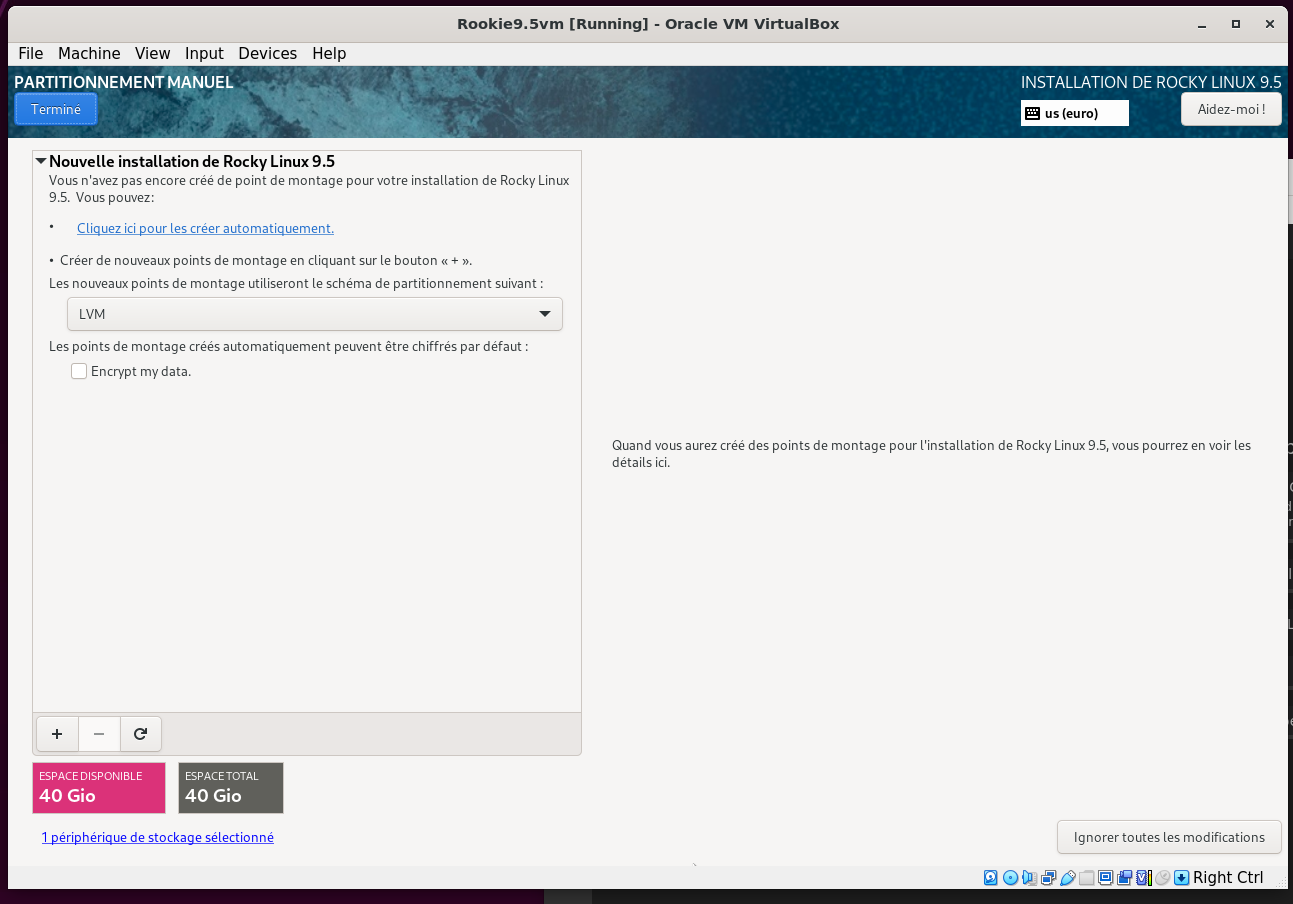 Rookie9.5vm [Running] - Oracle VM VirtualBox
File Machine View Input Devices Help
PARTITIONNEMENT MANUEL
INSTALLATION DE ROCKY LINUX 9.5
Terminé
us (euro)
Aidez-moi !
Nouvelle installation de Rocky Linux 9.5
Vous n'avez pas encore créé de point de montage pour votre installation de Rocky Linux
9.5. Vous pouvez:
• Cliquez ici pour les créer automatiquement.
• Créer de nouveaux points de montage en cliquant sur le bouton « + ».
Les nouveaux points de montage utiliseront le schéma de partitionnement suivant :
LVM
Les points de montage créés automatiquement peuvent être chiffrés par défaut :
Encrypt my data.
Quand vous aurez créé des points de montage pour l'installation de Rocky Linux 9.5, vous pourrez en voir les
détails ici.
+ −
ESPACE DISPONIBLE
40 Gio
ESPACE TOTAL
40 Gio
1 périphérique de stockage sélectionné
Ignorer toutes les modifications
Right Ctrl